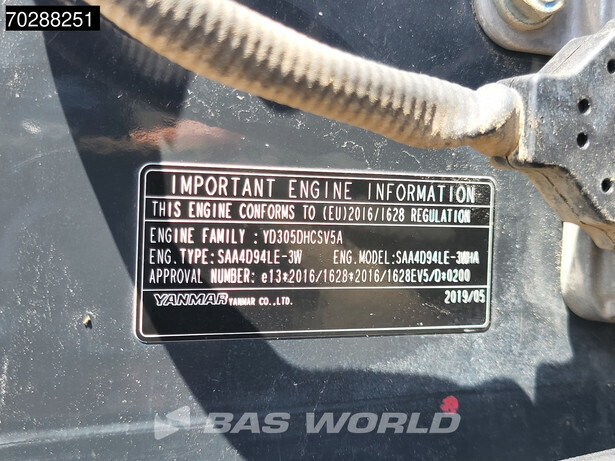 70288251
IMPORTANT ENGINE INFORMATION
THIS ENGINE CONFORMS TO (EU)2016/1628 REGULATION
ENGINE FAMILY : YD305DHCSV5A
ENG.TYPE:SAA4D94LE-3W ENG.MODEL:SAA4D94LE-3WHA
APPROVAL NUMBER: e13*2016/1628*2016/1628EV5/D*0200
YANMAR YANMAR CO.,LTD. 2019/05
BAS WORLD